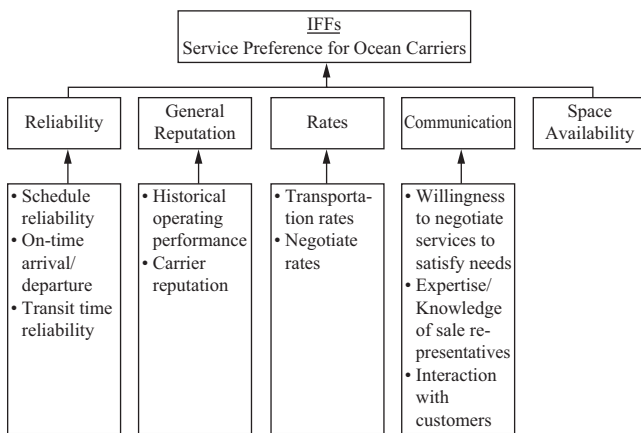 IFFs
Service Preference for Ocean Carriers
Reliability
General
Reputation
Rates
Communication
Space
Availability
• Schedule
reliability
• On-time
arrival/
departure
• Transit time
reliability
• Historical
operating
performance
• Carrier
reputation
• Transporta-
tion rates
• Negotiate
rates
• Willingness
to negotiate
services to
satisfy needs
• Expertise/
Knowledge
of sale re-
presentatives
• Interaction
with
customers